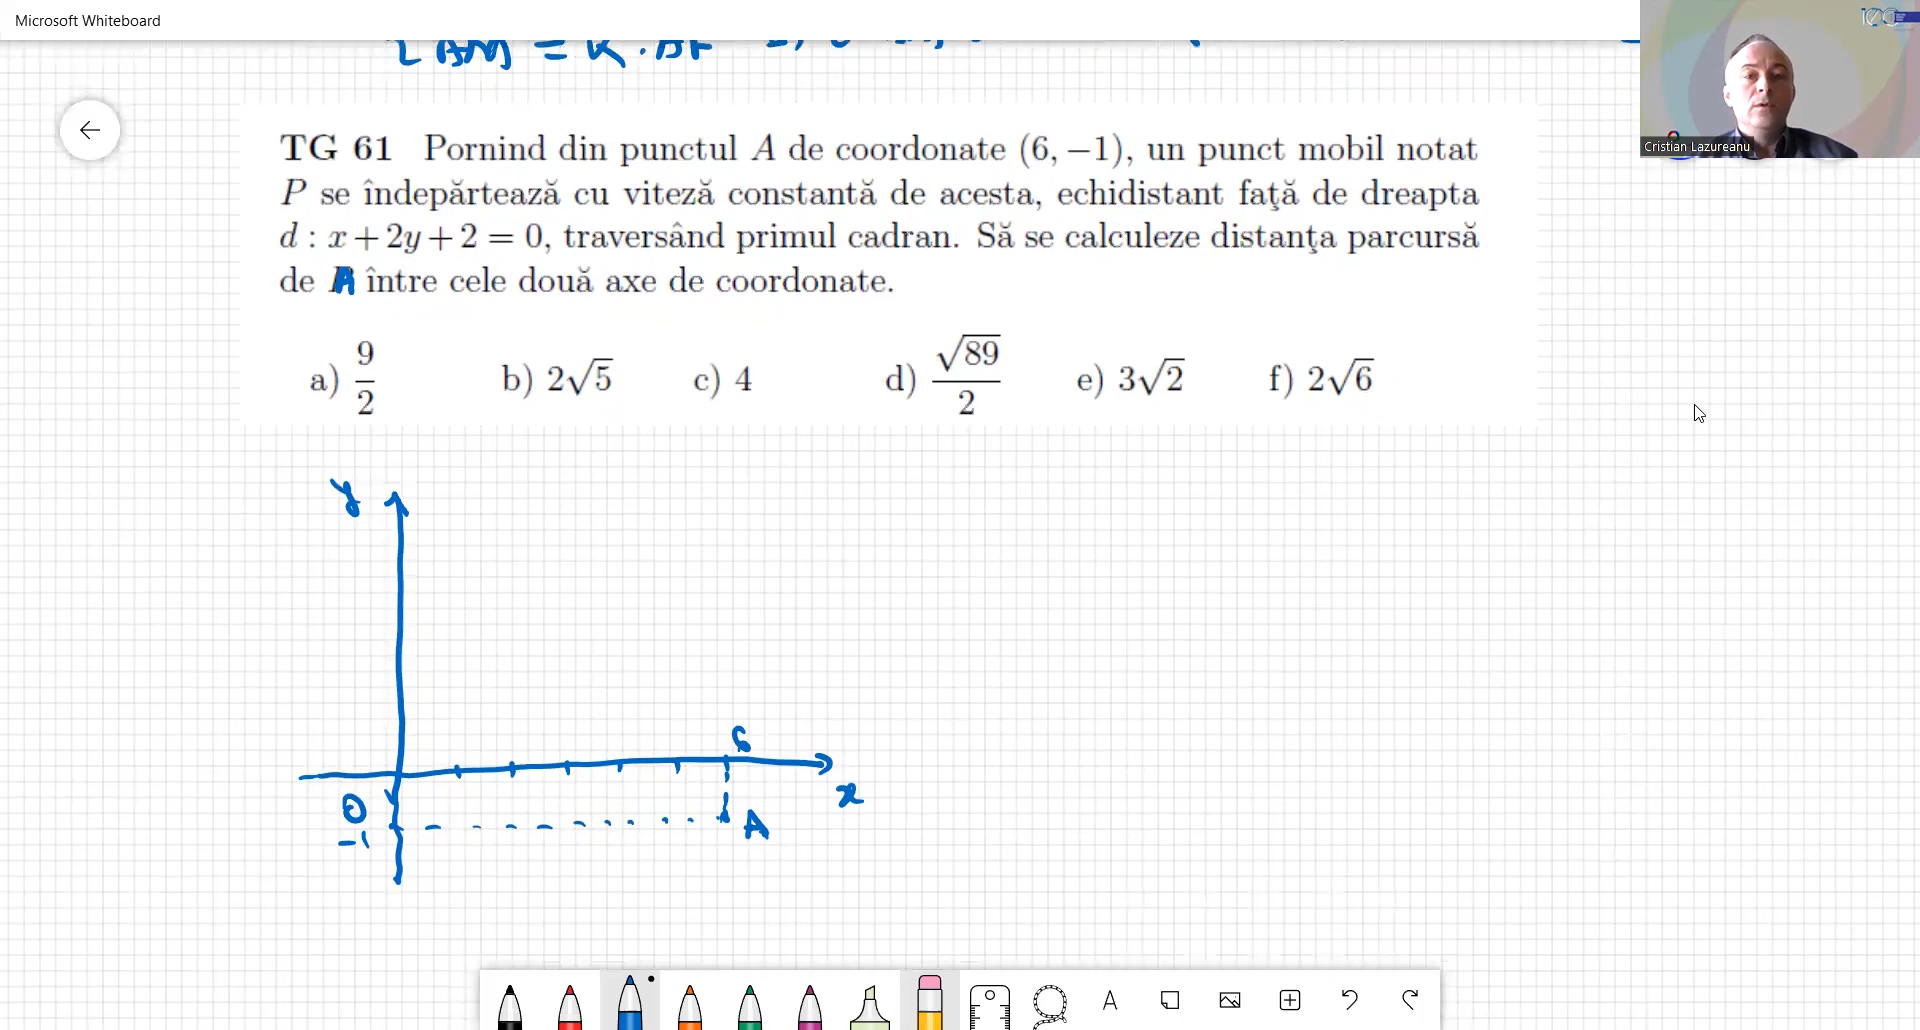 Microsoft Whiteboard
TG 61 Pornind din punctul A de coordonate (6, −1), un punct mobil notat
P se îndepărtează cu viteză constantă de acesta, echidistant faţă de dreapta
d : x + 2y + 2 = 0, traversând primul cadran. Să se calculeze distanţa parcursă
de A între cele două axe de coordonate.
a) 9/2 b) 2√5 c) 4 d) √89/2 e) 3√2 f) 2√6
Cristian Lazureanu
y
6
x
O
-1
A
A